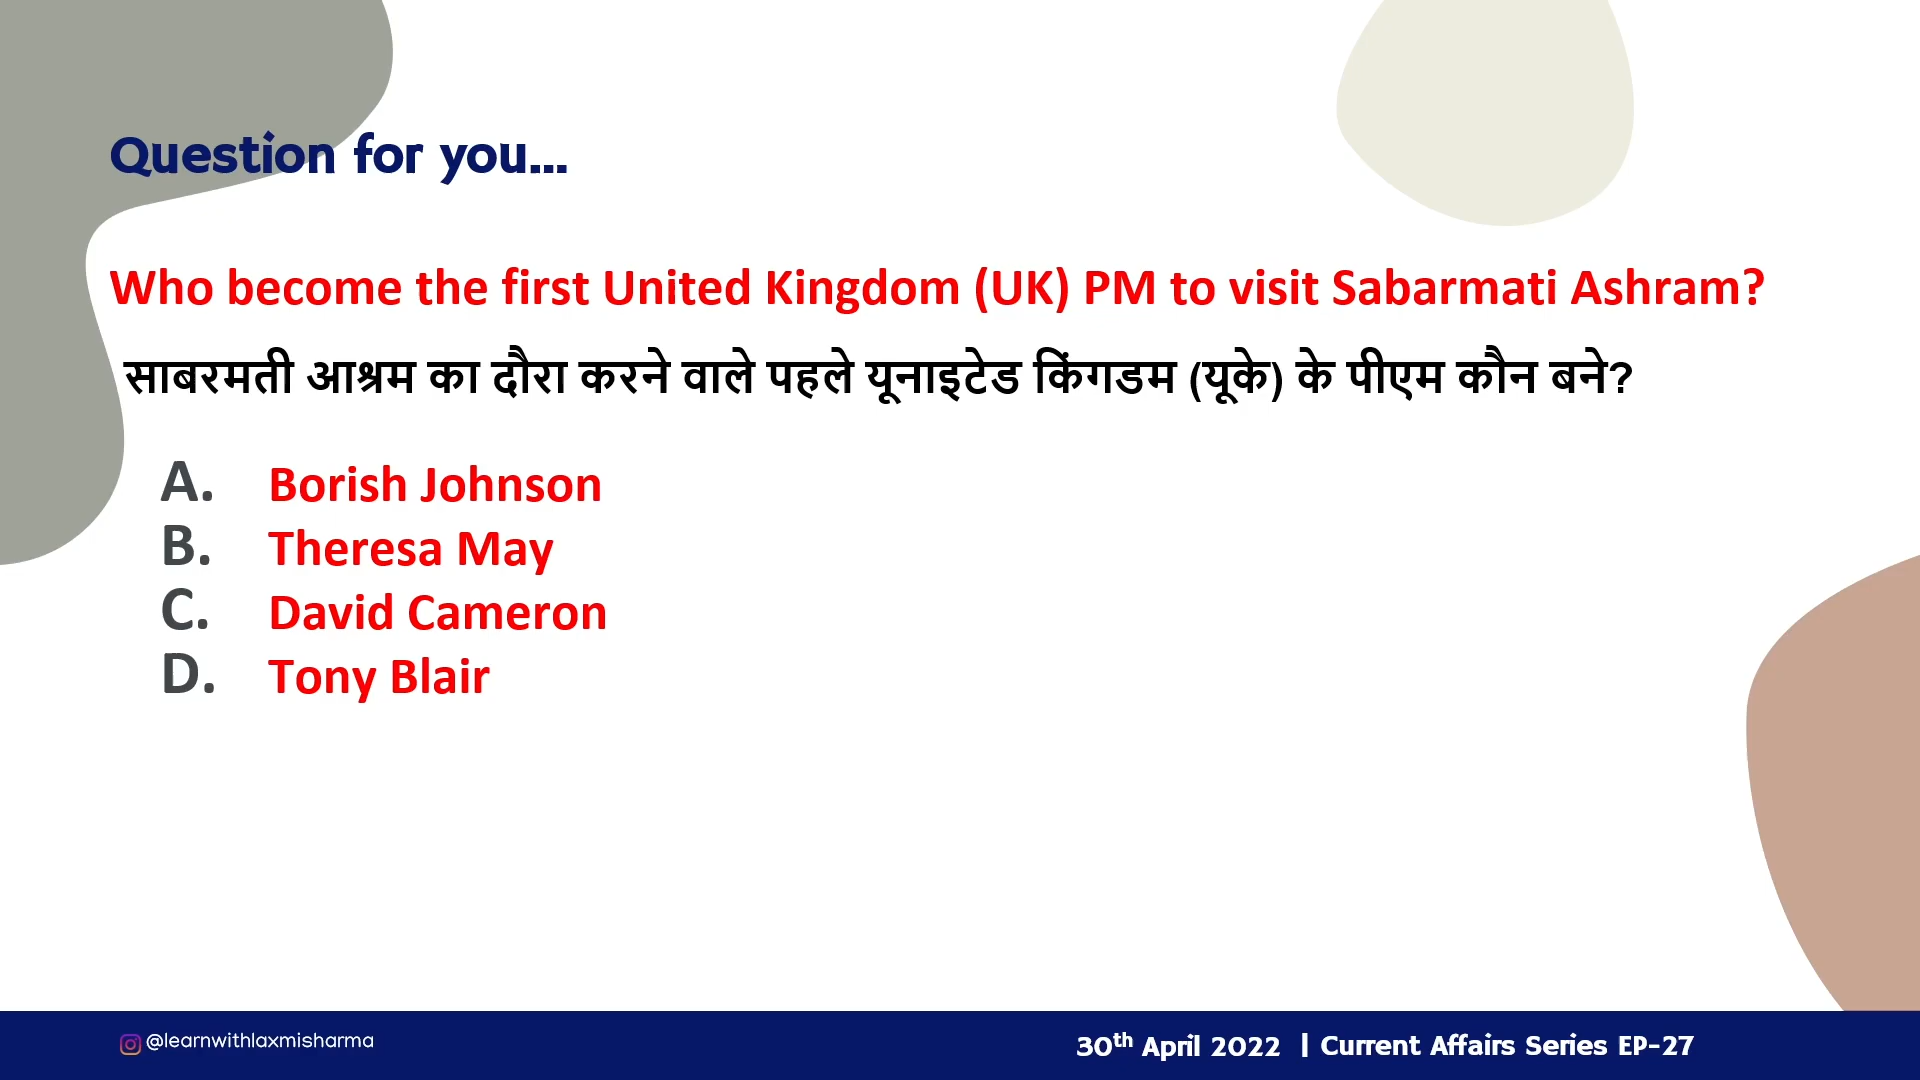 Question for you...
Who become the first United Kingdom (UK) PM to visit Sabarmati Ashram?
साबरमती आश्रम का दौरा करने वाले पहले यूनाइटेड किंगडम (यूके) के पीएम कौन बने?
A. Borish Johnson
B. Theresa May
C. David Cameron
D. Tony Blair
@learnwithlaxmisharma 30th April 2022 | Current Affairs Series EP-27